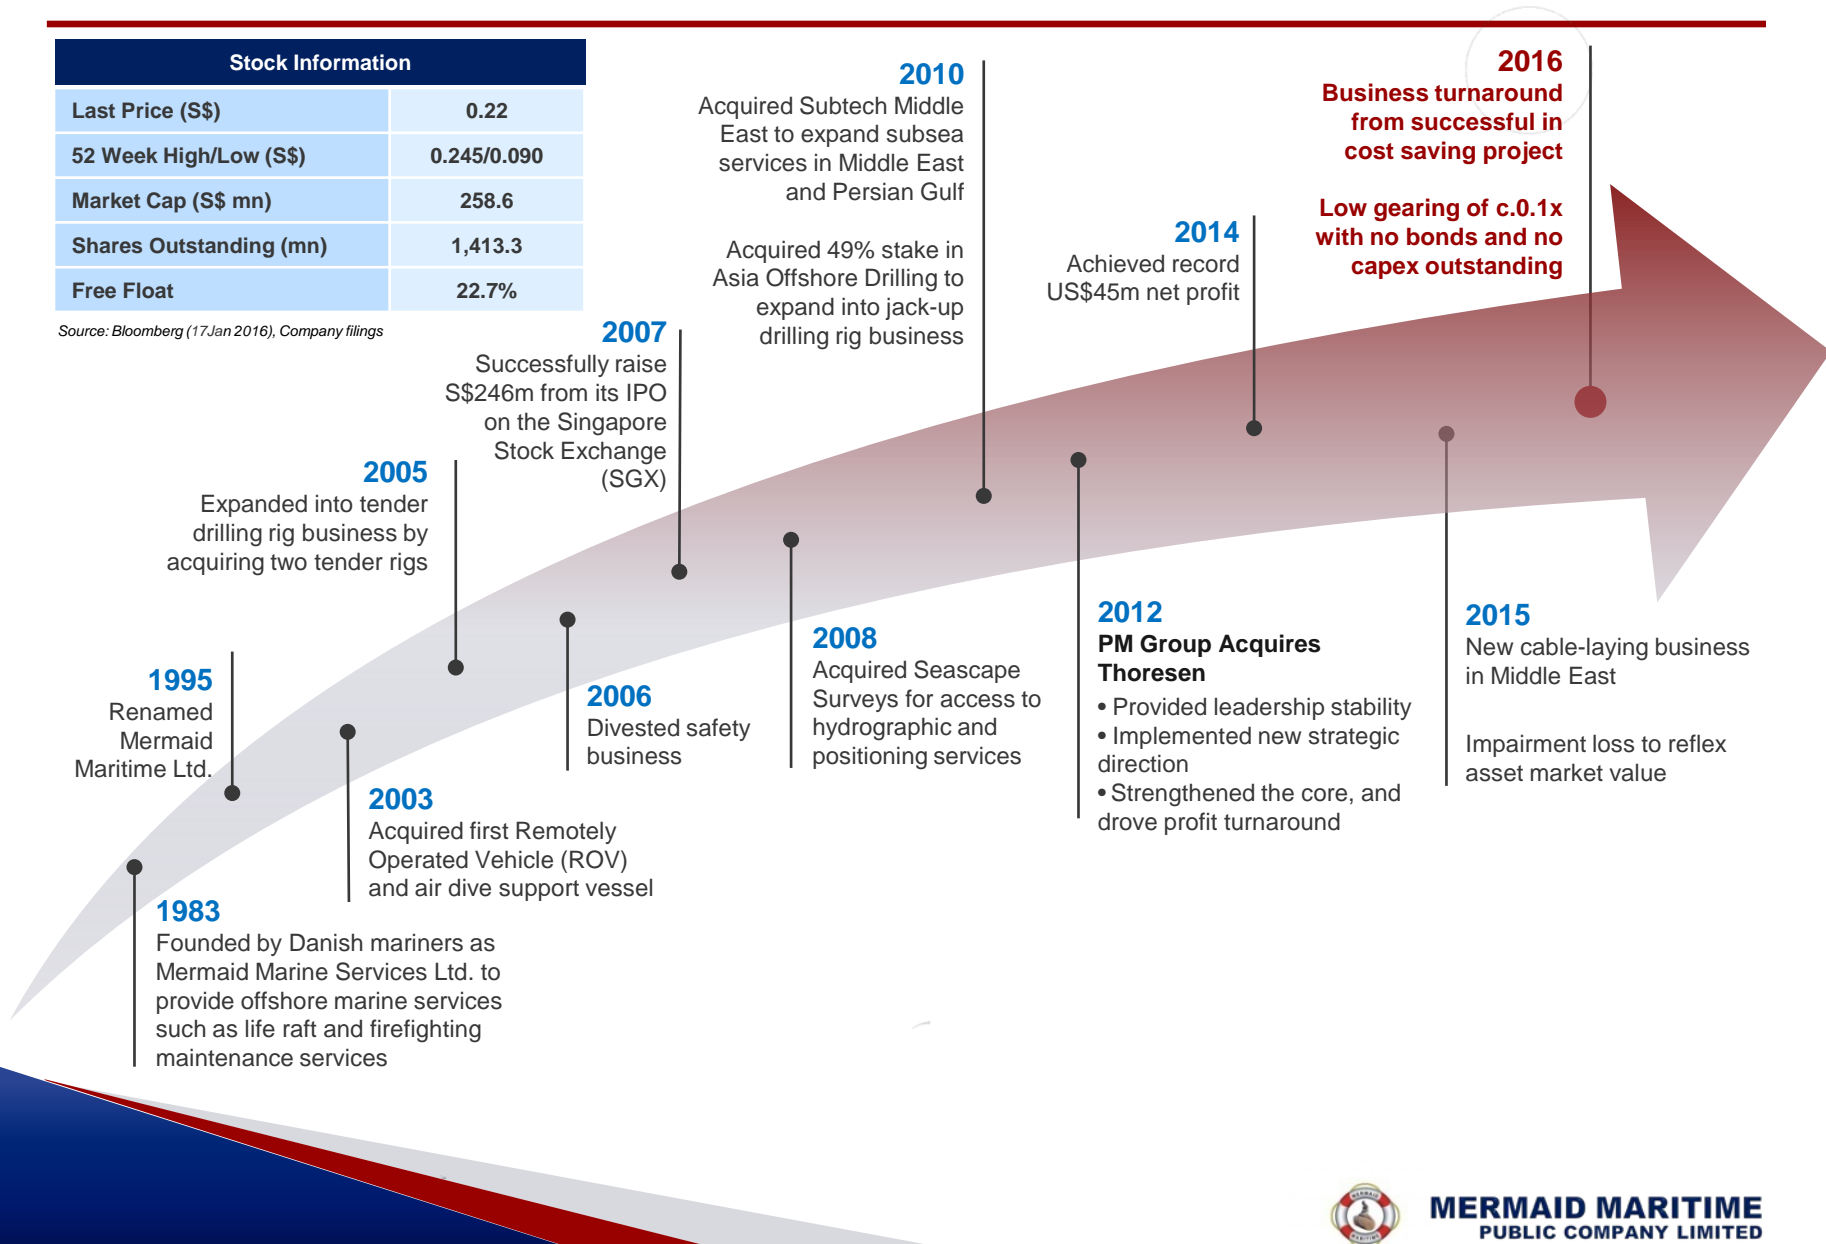 Stock Information
Last Price (S$) 0.22
52 Week High/Low (S$) 0.245/0.090
Market Cap (S$ mn) 258.6
Shares Outstanding (mn) 1,413.3
Free Float 22.7%
Source: Bloomberg (17Jan 2016), Company filings
1983
Founded by Danish mariners as
Mermaid Marine Services Ltd. to
provide offshore marine services
such as life raft and firefighting
maintenance services
1995
Renamed
Mermaid
Maritime Ltd.
2003
Acquired first Remotely
Operated Vehicle (ROV)
and air dive support vessel
2005
Expanded into tender
drilling rig business by
acquiring two tender rigs
2006
Divested safety
business
2007
Successfully raise
S$246m from its IPO
on the Singapore
Stock Exchange
(SGX)
2008
Acquired Seascape
Surveys for access to
hydrographic and
positioning services
2010
Acquired Subtech Middle
East to expand subsea
services in Middle East
and Persian Gulf
Acquired 49% stake in
Asia Offshore Drilling to
expand into jack-up
drilling rig business
2012
PM Group Acquires
Thoresen
• Provided leadership stability
• Implemented new strategic
direction
• Strengthened the core, and
drove profit turnaround
2014
Achieved record
US$45m net profit
2015
New cable-laying business
in Middle East
Impairment loss to reflex
asset market value
2016
Business turnaround
from successful in
cost saving project
Low gearing of c.0.1x
with no bonds and no
capex outstanding
MERMAID
MARITIME
MERMAID MARITIME
PUBLIC COMPANY LIMITED